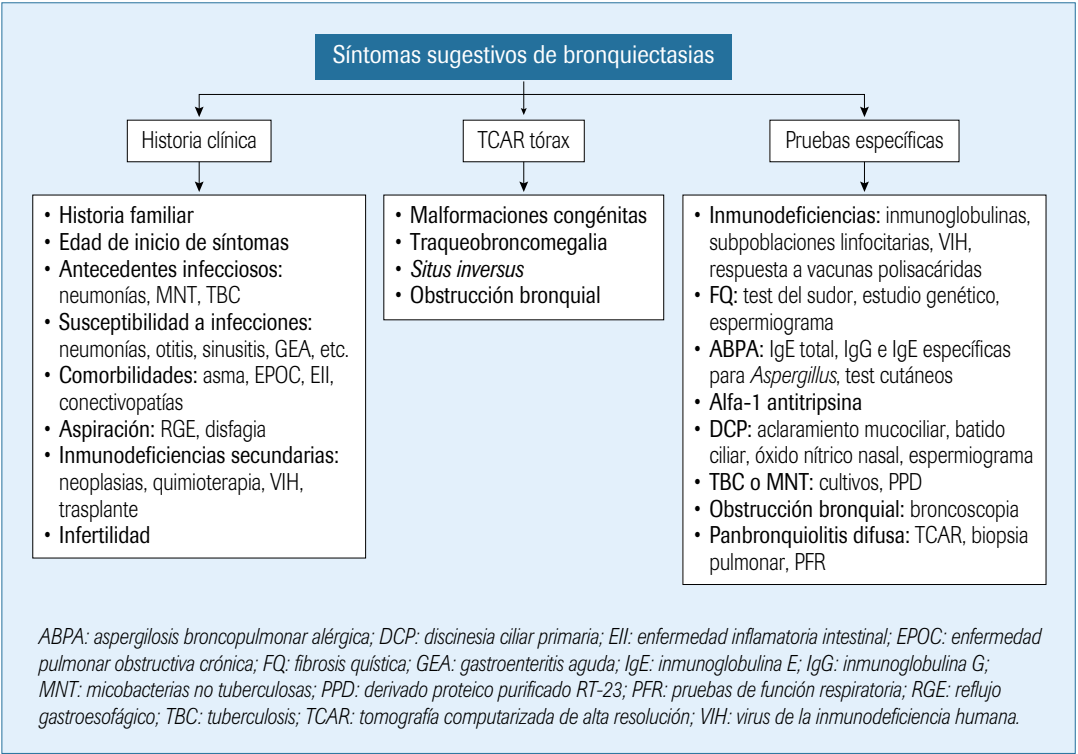 Síntomas sugestivos de bronquiectasias
Historia clínica
• Historia familiar
• Edad de inicio de síntomas
• Antecedentes infecciosos:
neumonías, MNT, TBC
• Susceptibilidad a infecciones:
neumonías, otitis, sinusitis, GEA, etc.
• Comorbilidades: asma, EPOC, EII,
conectivopatías
• Aspiración: RGE, disfagia
• Inmunodeficiencias secundarias:
neoplasias, quimioterapia, VIH,
trasplante
• Infertilidad
TCAR tórax
• Malformaciones congénitas
• Traqueobroncomegalia
• Situs inversus
• Obstrucción bronquial
Pruebas específicas
• Inmunodeficiencias: inmunoglobulinas,
subpoblaciones linfocitarias, VIH,
respuesta a vacunas polisacáridas
• FQ: test del sudor, estudio genético,
espermiograma
• ABPA: IgE total, IgG e IgE específicas
para Aspergillus, test cutáneos
• Alfa-1 antitripsina
• DCP: aclaramiento mucociliar, batido
ciliar, óxido nítrico nasal, espermiograma
• TBC o MNT: cultivos, PPD
• Obstrucción bronquial: broncoscopia
• Panbronquiolitis difusa: TCAR, biopsia
pulmonar, PFR
ABPA: aspergilosis broncopulmonar alérgica; DCP: discinesia ciliar primaria; EII: enfermedad inflamatoria intestinal; EPOC: enfermedad
pulmonar obstructiva crónica; FQ: fibrosis quística; GEA: gastroenteritis aguda; IgE: inmunoglobulina E; IgG: inmunoglobulina G;
MNT: micobacterias no tuberculosas; PPD: derivado proteico purificado RT-23; PFR: pruebas de función respiratoria; RGE: reflujo
gastroesofágico; TBC: tuberculosis; TCAR: tomografía computarizada de alta resolución; VIH: virus de la inmunodeficiencia humana.